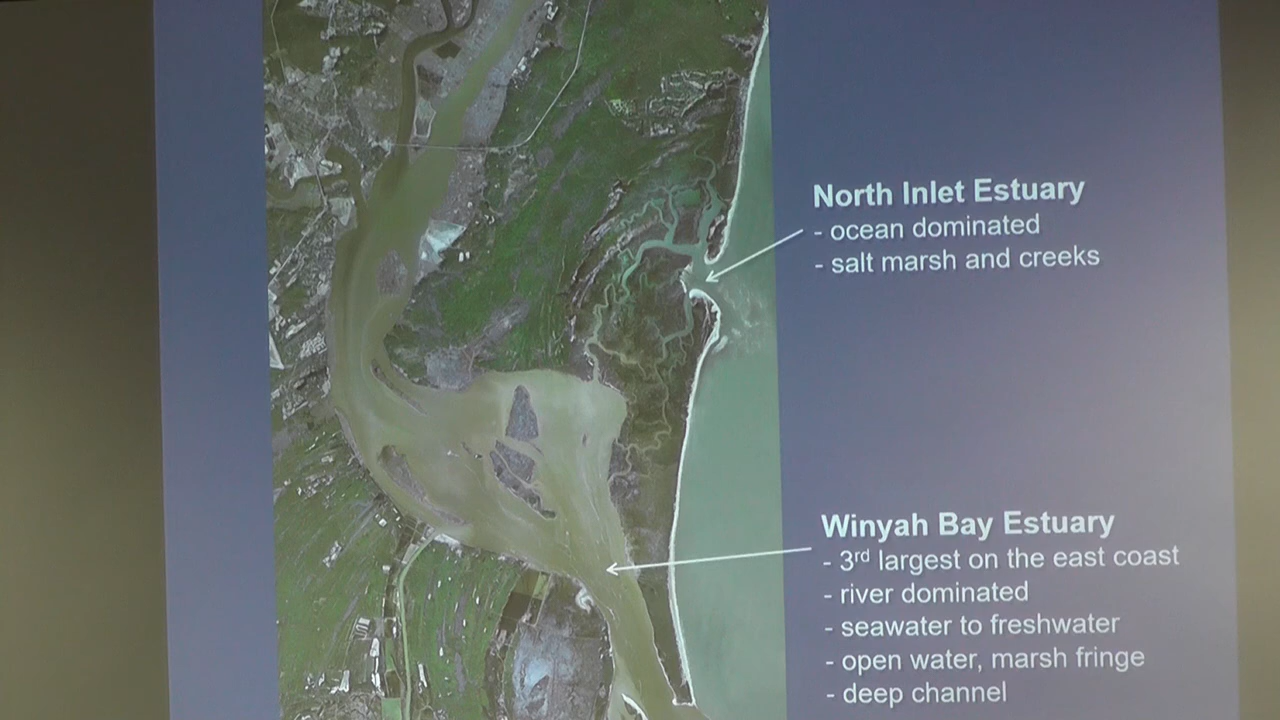 North Inlet Estuary
- ocean dominated
- salt marsh and creeks
Winyah Bay Estuary
- 3rd largest on the east coast
- river dominated
- seawater to freshwater
- open water, marsh fringe
- deep channel